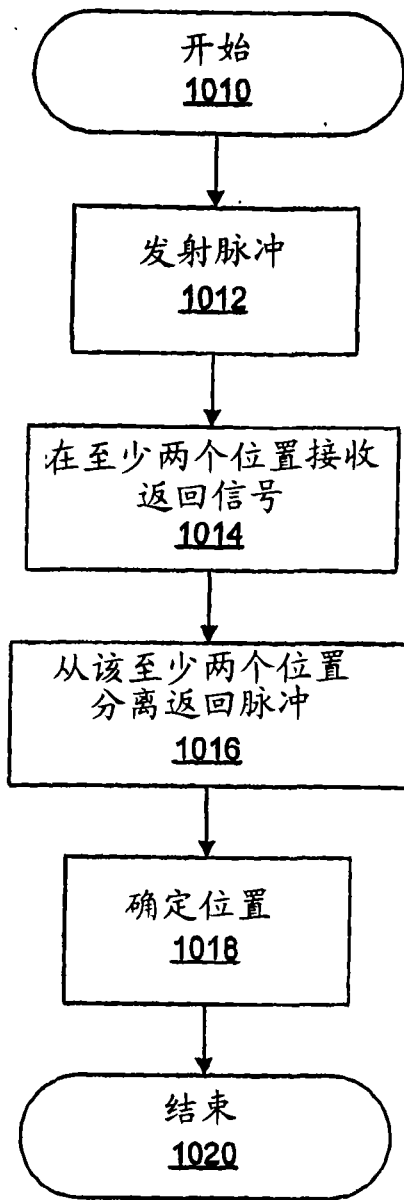 开始
1010
发射脉冲
1012
在至少两个位置接收
返回信号
1014
从该至少两个位置
分离返回脉冲
1016
确定位置
1018
结束
1020